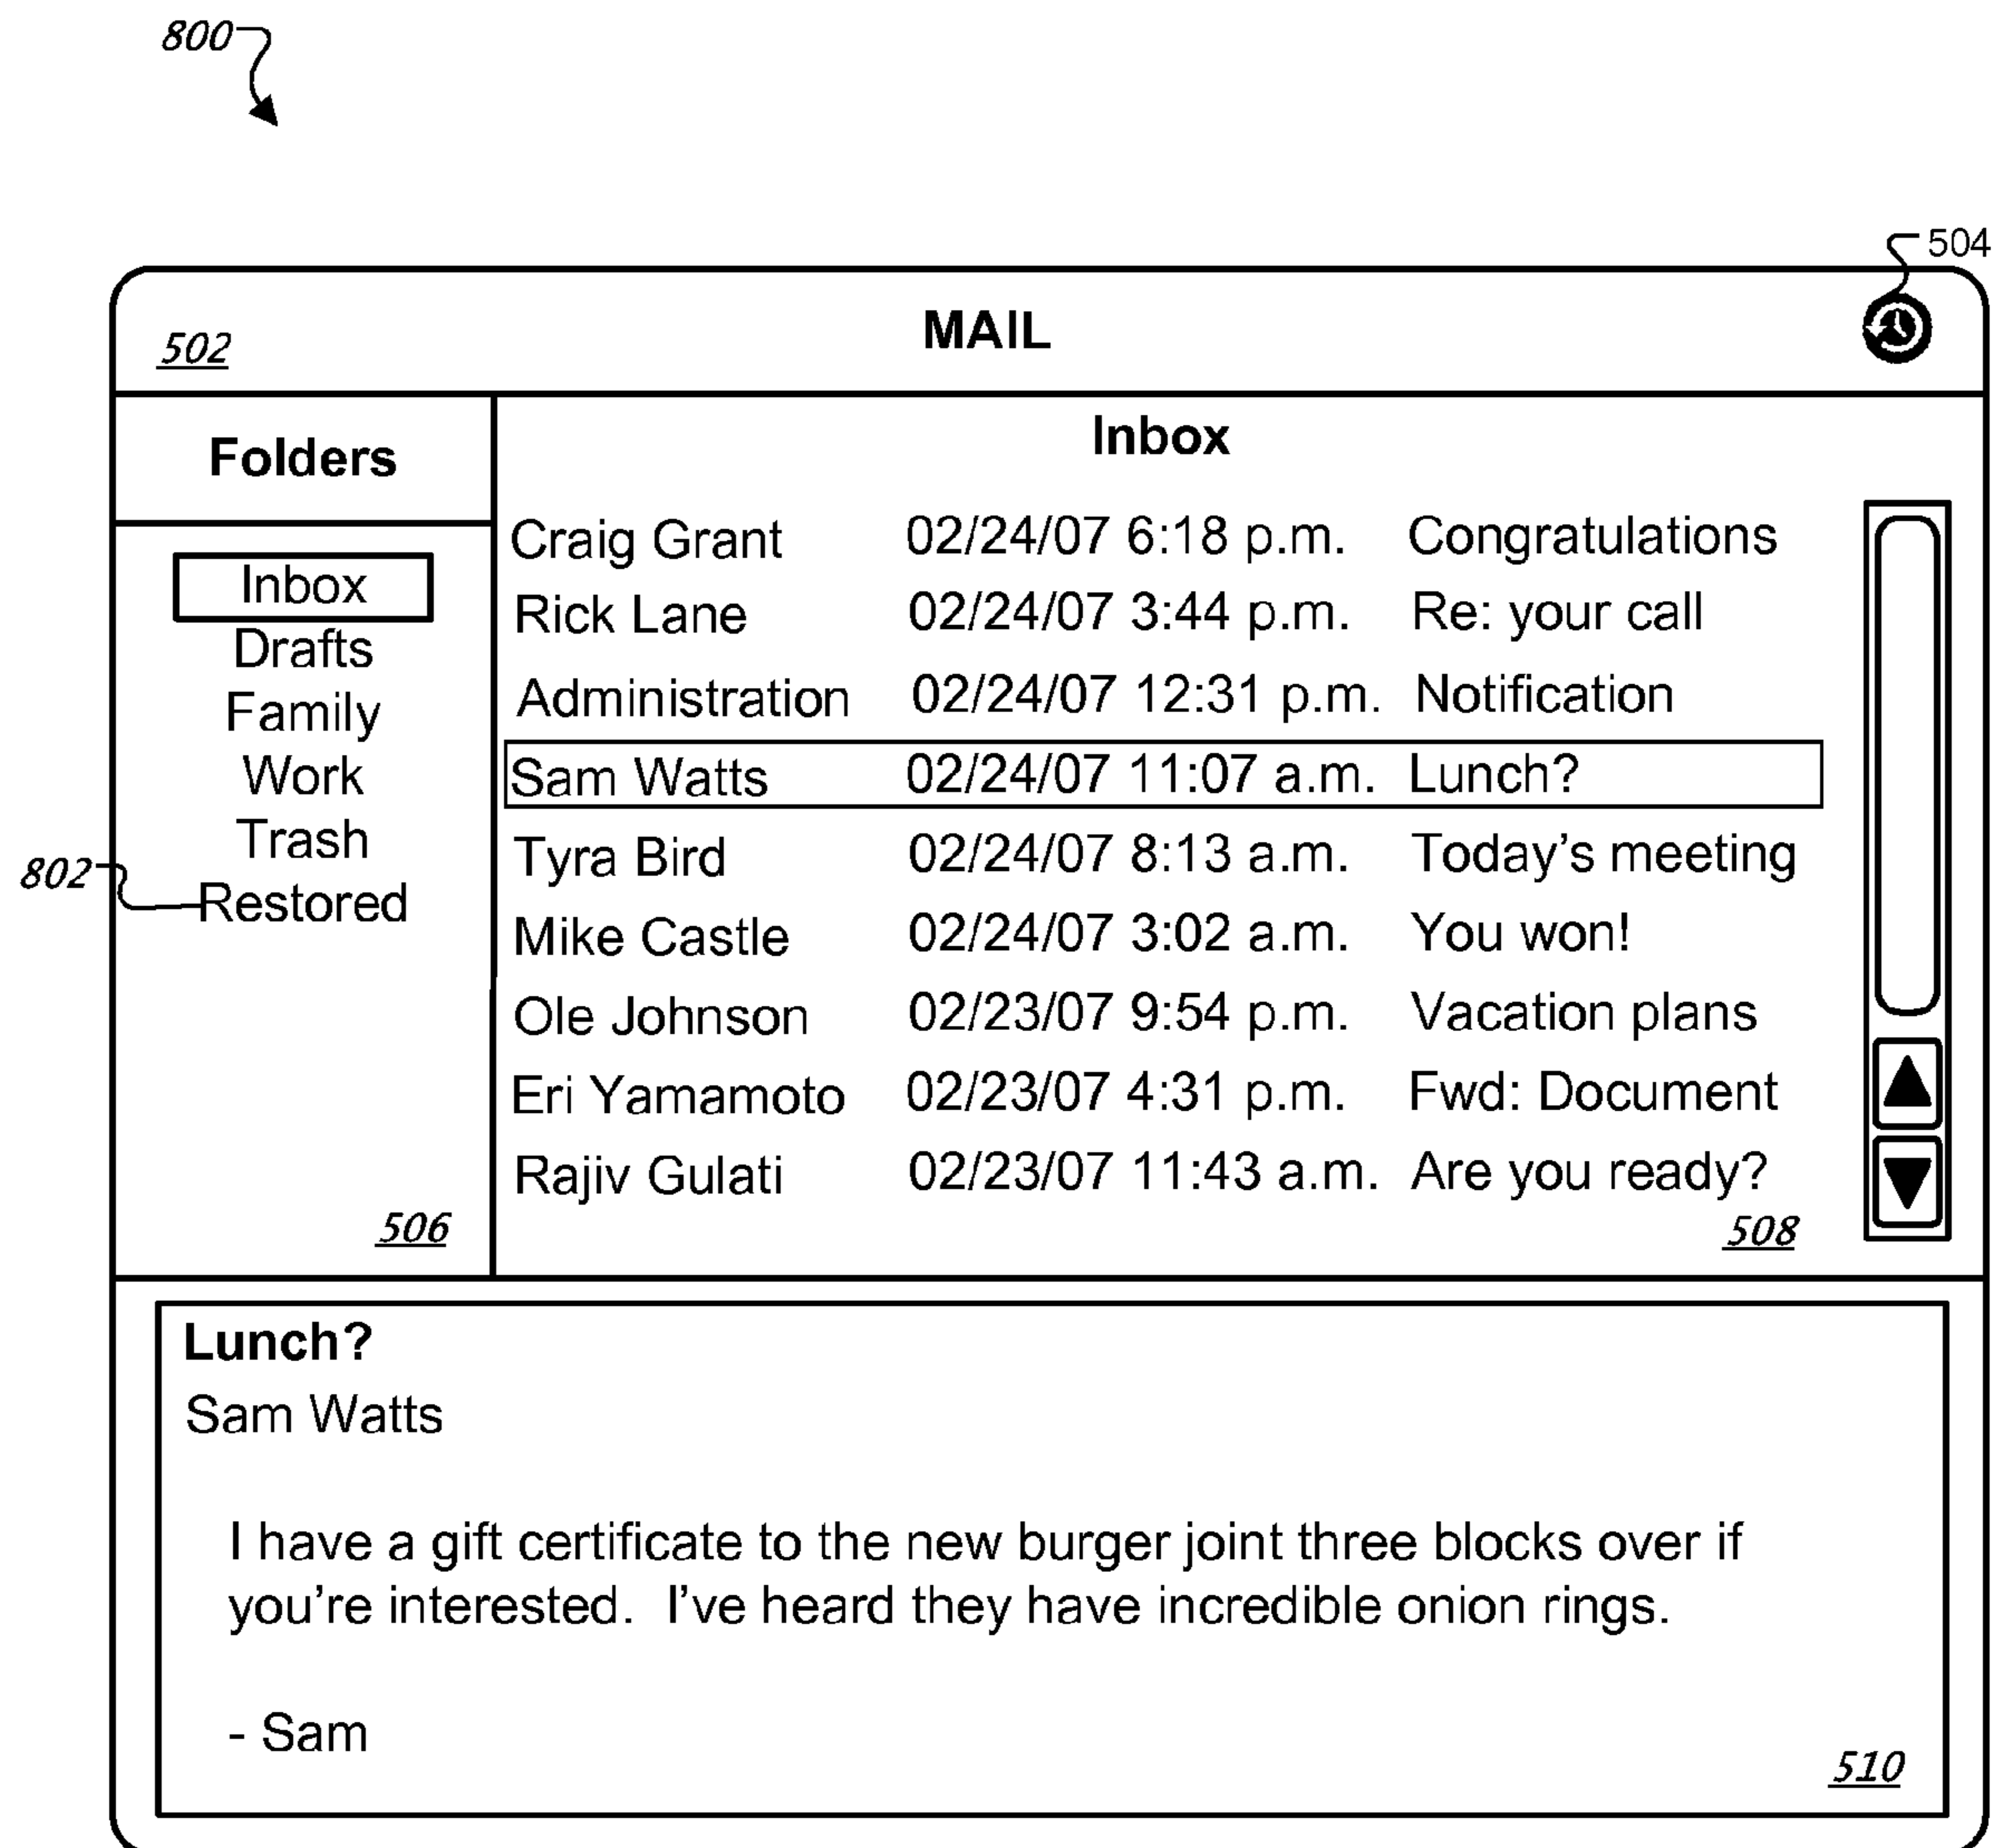 800
504
502
MAIL
Folders
Inbox
Drafts
Family
Work
Trash
802
Restored
506
Inbox
Craig Grant 02/24/07 6:18 p.m. Congratulations
Rick Lane 02/24/07 3:44 p.m. Re: your call
Administration 02/24/07 12:31 p.m. Notification
Sam Watts 02/24/07 11:07 a.m. Lunch?
Tyra Bird 02/24/07 8:13 a.m. Today's meeting
Mike Castle 02/24/07 3:02 a.m. You won!
Ole Johnson 02/23/07 9:54 p.m. Vacation plans
Eri Yamamoto 02/23/07 4:31 p.m. Fwd: Document
Rajiv Gulati 02/23/07 11:43 a.m. Are you ready?
508
Lunch?
Sam Watts
I have a gift certificate to the new burger joint three blocks over if
you're interested. I've heard they have incredible onion rings.
- Sam
510